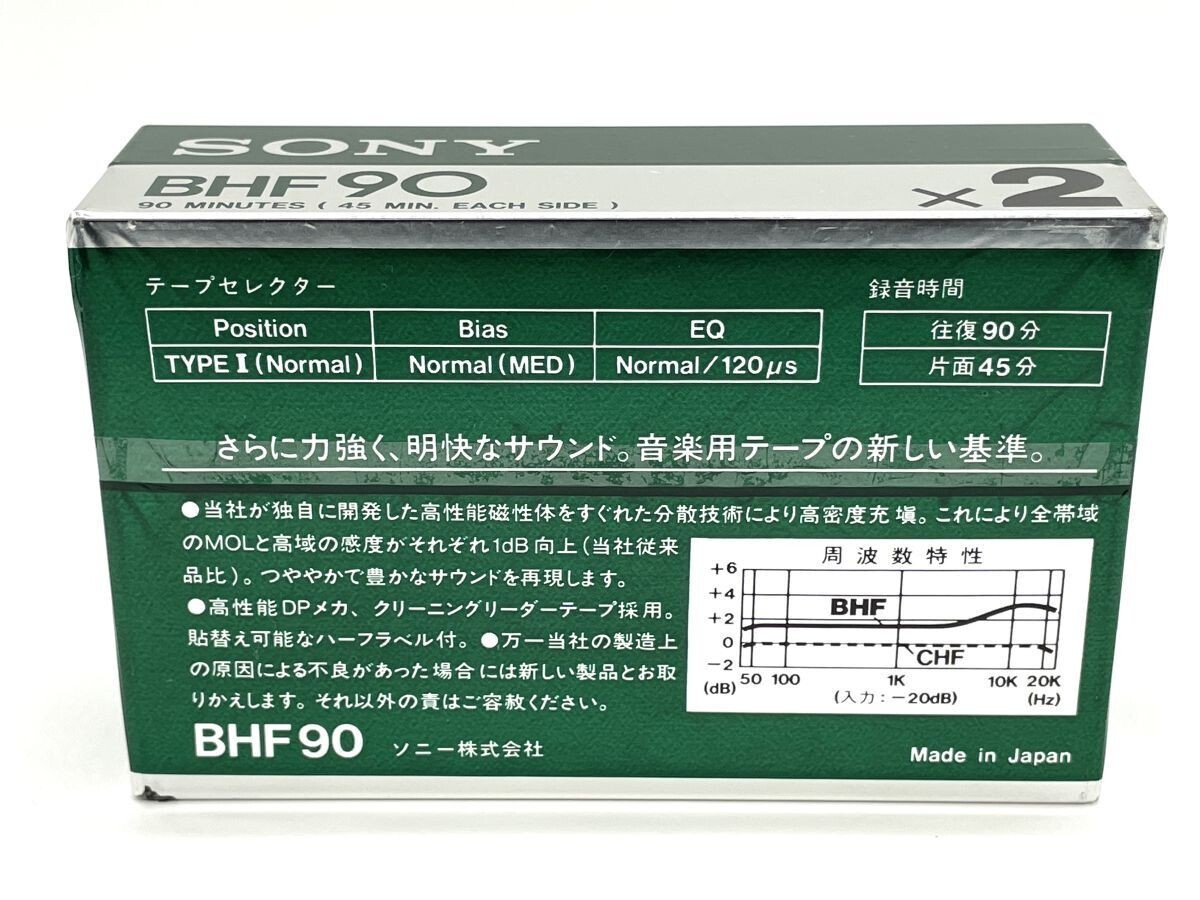 SONY
BHF 90
90 MINUTES ( 45 MIN. EACH SIDE )
×2
テープセレクター
Position Bias EQ
TYPE I (Normal) Normal (MED) Normal/120μs
録音時間
往復90分
片面45分
さらに力強く、明快なサウンド。音楽用テープの新しい基準。
●当社が独自に開発した高性能磁性体をすぐれた分散技術により高密度充塡。これにより全帯域
のMOLと高域の感度がそれぞれ1dB向上(当社従来
品比)。つややかで豊かなサウンドを再現します。
●高性能DPメカ、クリーニングリーダーテープ採用。
貼替え可能なハーフラベル付。●万一当社の製造上
の原因による不良があった場合には新しい製品とお取
りかえします。それ以外の責はご容赦ください。
周波数特性
+6
+4
+2
0
-2
(dB)
BHF
CHF
50 100 1K 10K 20K
(入力:-20dB) (Hz)
BHF 90 ソニー株式会社
Made in Japan